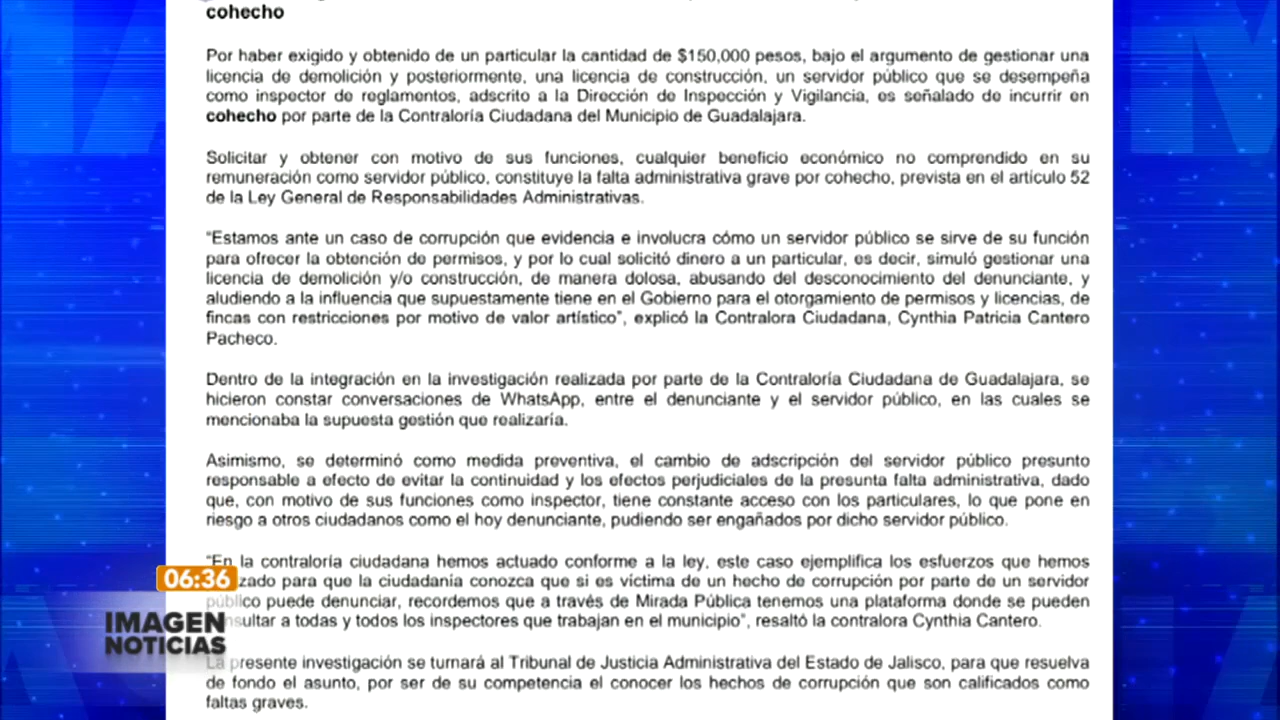 cohecho
Por haber exigido y obtenido de un particular la cantidad de $150,000 pesos, bajo el argumento de gestionar una
licencia de demolición y posteriormente, una licencia de construcción, un servidor público que se desempeña
como inspector de reglamentos, adscrito a la Dirección de Inspección y Vigilancia, es señalado de incurrir en
cohecho por parte de la Contraloría Ciudadana del Municipio de Guadalajara.
Solicitar y obtener con motivo de sus funciones, cualquier beneficio económico no comprendido en su
remuneración como servidor público, constituye la falta administrativa grave por cohecho, prevista en el artículo 52
de la Ley General de Responsabilidades Administrativas.
“Estamos ante un caso de corrupción que evidencia e involucra cómo un servidor público se sirve de su función
para ofrecer la obtención de permisos, y por lo cual solicitó dinero a un particular, es decir, simuló gestionar una
licencia de demolición y/o construcción, de manera dolosa, abusando del desconocimiento del denunciante, y
aludiendo a la influencia que supuestamente tiene en el Gobierno para el otorgamiento de permisos y licencias, de
fincas con restricciones por motivo de valor artístico”, explicó la Contralora Ciudadana, Cynthia Patricia Cantero
Pacheco.
Dentro de la integración en la investigación realizada por parte de la Contraloría Ciudadana de Guadalajara, se
hicieron constar conversaciones de WhatsApp, entre el denunciante y el servidor público, en las cuales se
mencionaba la supuesta gestión que realizaría.
Asimismo, se determinó como medida preventiva, el cambio de adscripción del servidor público presunto
responsable a efecto de evitar la continuidad y los efectos perjudiciales de la presunta falta administrativa, dado
que, con motivo de sus funciones como inspector, tiene constante acceso con los particulares, lo que pone en
riesgo a otros ciudadanos como el hoy denunciante, pudiendo ser engañados por dicho servidor público.
“En la contraloría ciudadana hemos actuado conforme a la ley, este caso ejemplifica los esfuerzos que hemos
06:36
zado para que la ciudadanía conozca que si es víctima de un hecho de corrupción por parte de un servidor
público puede denunciar, recordemos que a través de Mirada Pública tenemos una plataforma donde se pueden
nsultar a todas y todos los inspectores que trabajan en el municipio”, resaltó la contralora Cynthia Cantero.
IMAGEN
NOTICIAS
La presente investigación se turnará al Tribunal de Justicia Administrativa del Estado de Jalisco, para que resuelva
de fondo el asunto, por ser de su competencia el conocer los hechos de corrupción que son calificados como
faltas graves.